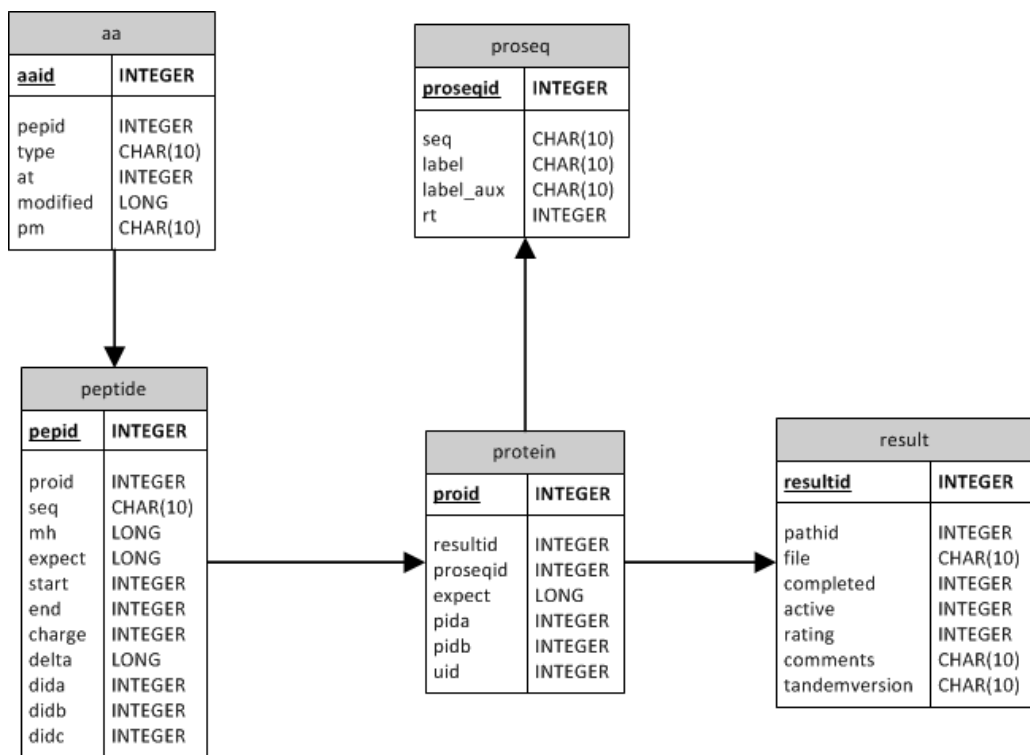 aa
aaid INTEGER
pepid INTEGER
type CHAR(10)
at INTEGER
modified LONG
pm CHAR(10)
proseq
proseqid INTEGER
seq CHAR(10)
label CHAR(10)
label_aux CHAR(10)
rt INTEGER
peptide
pepid INTEGER
proid INTEGER
seq CHAR(10)
mh LONG
expect LONG
start INTEGER
end INTEGER
charge INTEGER
delta LONG
dida INTEGER
didb INTEGER
didc INTEGER
protein
proid INTEGER
resultid INTEGER
proseqid INTEGER
expect LONG
pida INTEGER
pidb INTEGER
uid INTEGER
result
resultid INTEGER
pathid INTEGER
file CHAR(10)
completed INTEGER
active INTEGER
rating INTEGER
comments CHAR(10)
tandemversion CHAR(10)